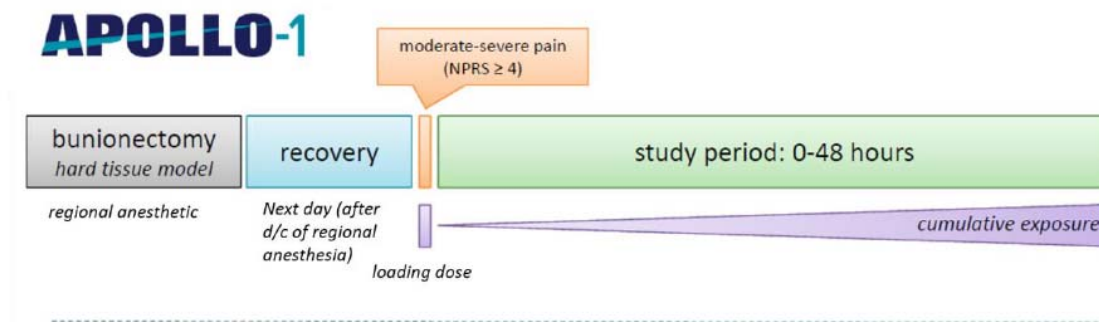 APOLLO-1
moderate-severe pain
(NPRS ≥ 4)
bunionectomy
hard tissue model
recovery
study period: 0-48 hours
regional anesthetic
Next day (after
d/c of regional
anesthesia)
loading dose
cumulative exposure